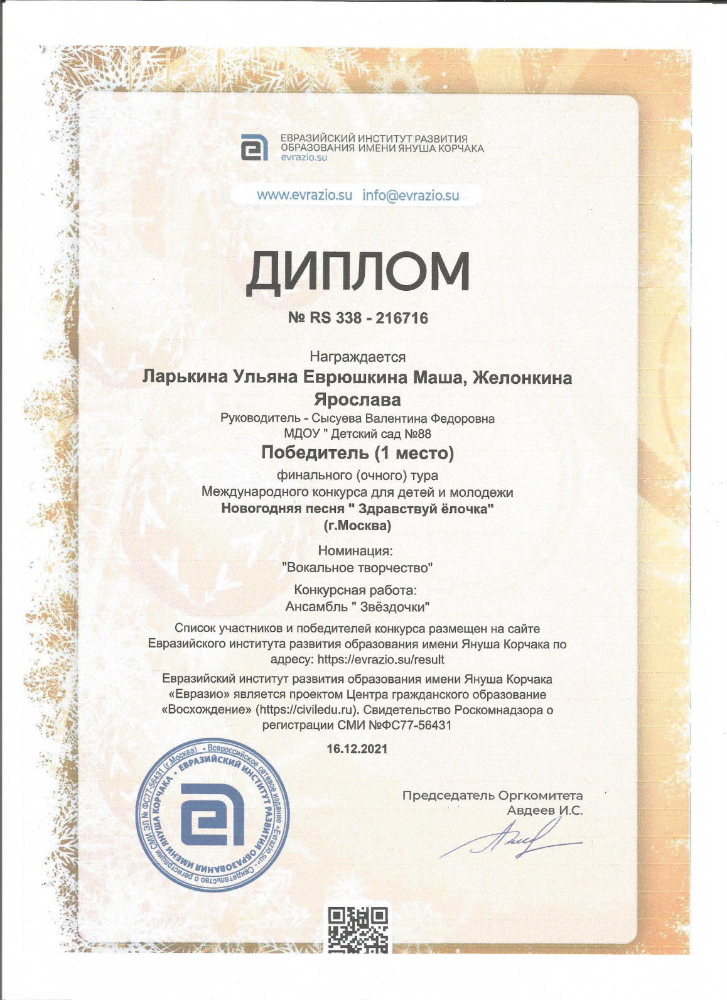 ЕВРАЗИЙСКИЙ ИНСТИТУТ РАЗВИТИЯ
ОБРАЗОВАНИЯ ИМЕНИ ЯНУША КОРЧАКА
evrazio.su
www.evrazio.su info@evrazio.su
ДИПЛОМ
№ RS 338 - 216716
Награждается
Ларькина Ульяна Еврюшкина Маша, Желонкина
Ярослава
Руководитель - Сысуева Валентина Федоровна
МДОУ " Детский сад №88
Победитель (1 место)
финального (очного) тура
Международного конкурса для детей и молодежи
Новогодняя песня " Здравствуй ёлочка"
(г.Москва)
Номинация:
"Вокальное творчество"
Конкурсная работа:
Ансамбль " Звёздочки"
Список участников и победителей конкурса размещен на сайте
Евразийского института развития образования имени Януша Корчака по
адресу: https://evrazio.su/result
Евразийский институт развития образования имени Януша Корчака
«Евразио» является проектом Центра гражданского образование
«Восхождение» (https://civiledu.ru). Свидетельство Роскомнадзора о
регистрации СМИ №ФС77-56431
16.12.2021
Председатель Оргкомитета
Авдеев И.С.
• Всероссийское сетевое издание «Evrazio.su» - Свидетельство о регистрации СМИ ЭЛ № ФС77-56431 (г.Москва)
• ЕВРАЗИЙСКИЙ ИНСТИТУТ РАЗВИТИЯ ОБРАЗОВАНИЯ ИМЕНИ ЯНУША КОРЧАКА